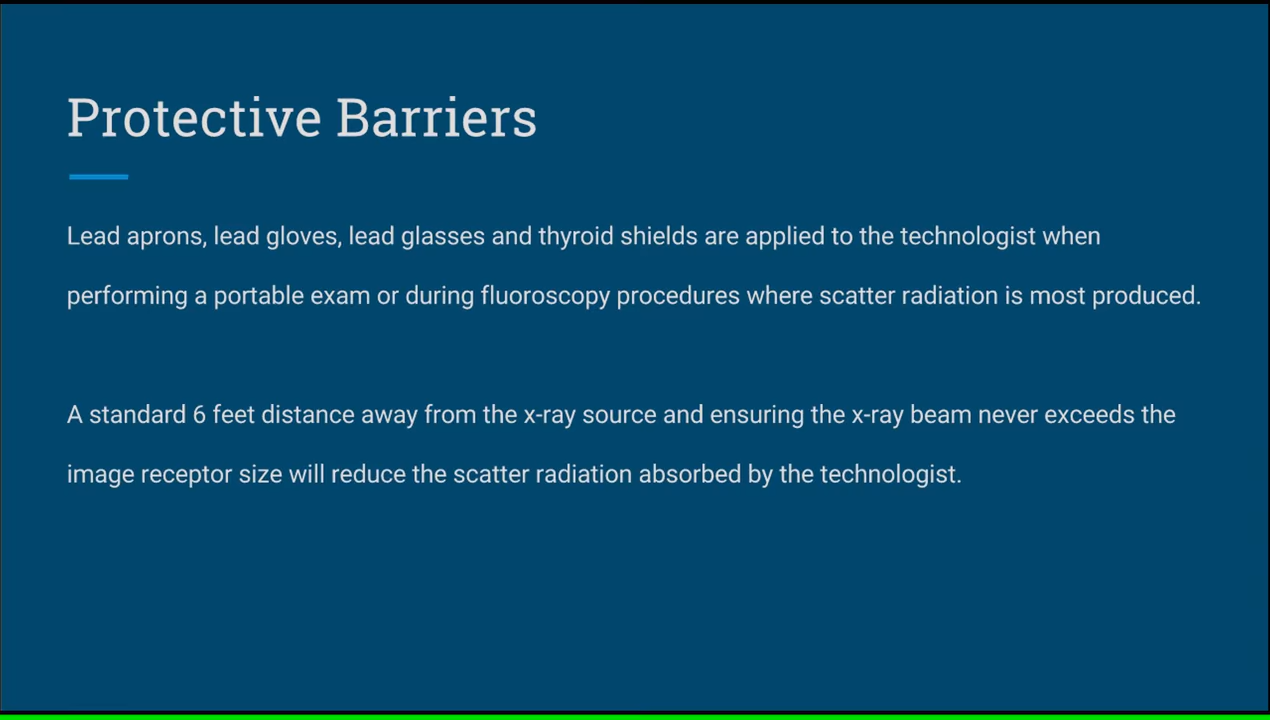 Protective Barriers
Lead aprons, lead gloves, lead glasses and thyroid shields are applied to the technologist when
performing a portable exam or during fluoroscopy procedures where scatter radiation is most produced.
A standard 6 feet distance away from the x-ray source and ensuring the x-ray beam never exceeds the
image receptor size will reduce the scatter radiation absorbed by the technologist.